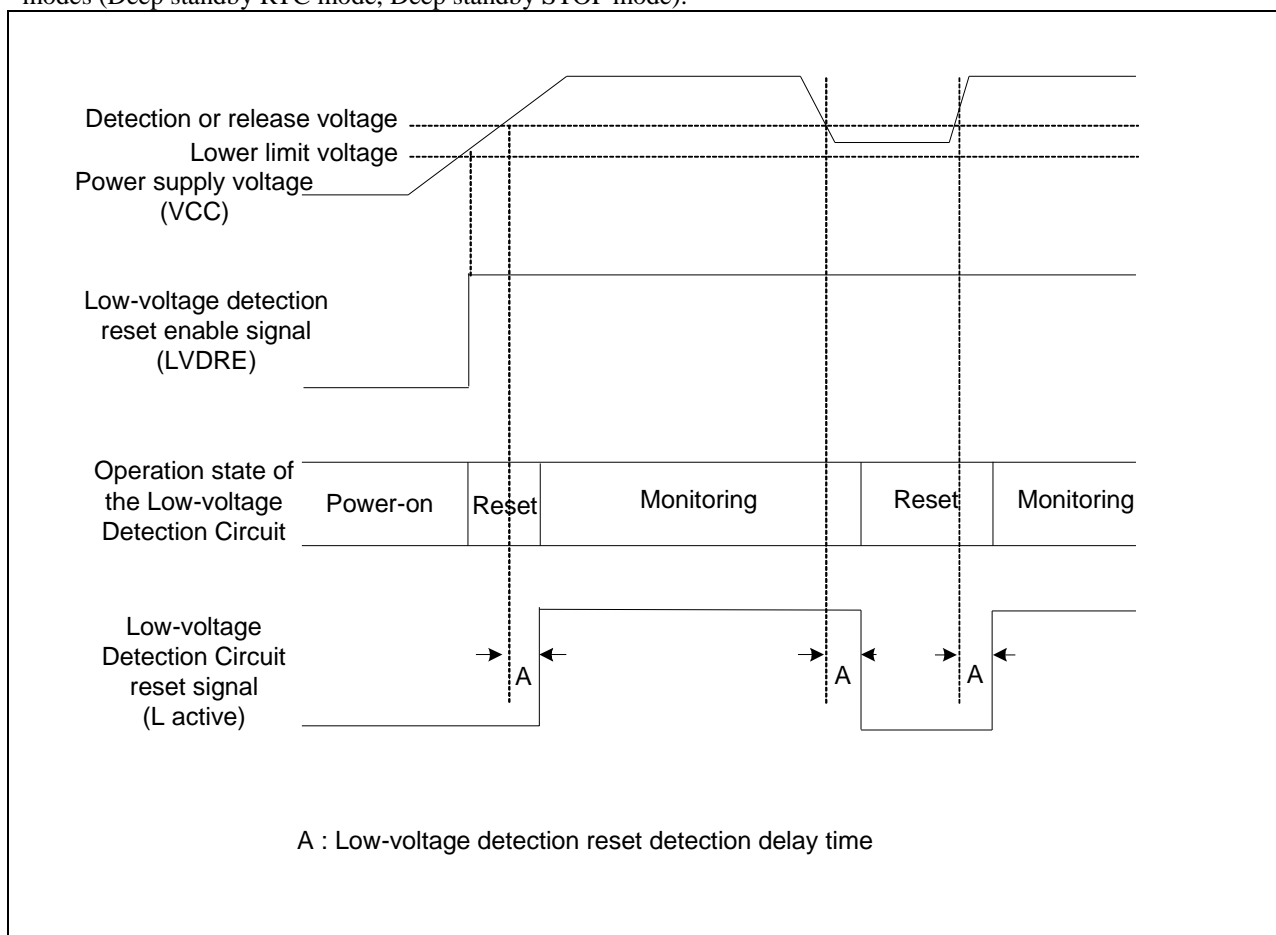 modes (Deep standby RTC mode, Deep standby STOP mode).
Detection or release voltage
Lower limit voltage
Power supply voltage
(VCC)
Low-voltage detection
reset enable signal
(LVDRE)
Operation state of
the Low-voltage
Detection Circuit
Power-on
Reset
Monitoring
Reset
Monitoring
Low-voltage
Detection Circuit
reset signal
(L active)
A
A
A
A : Low-voltage detection reset detection delay time